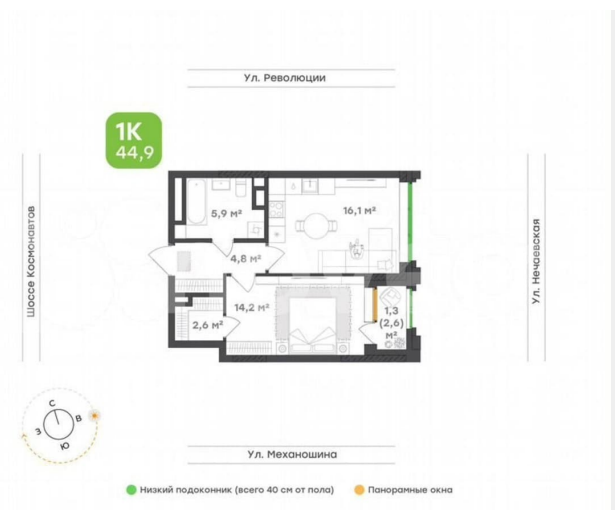 Ул. Революции
1K
44,9
Шоссе Космонавтов
5,9 м²
16,1 м²
Ул. Нечаевская
4,8 м²
14,2 м²
1,3
(2,6)
м²
2,6 м²
С
В
З
Ю
Ул. Механошина
Низкий подоконник (всего 40 см от пола)
Панорамные окна